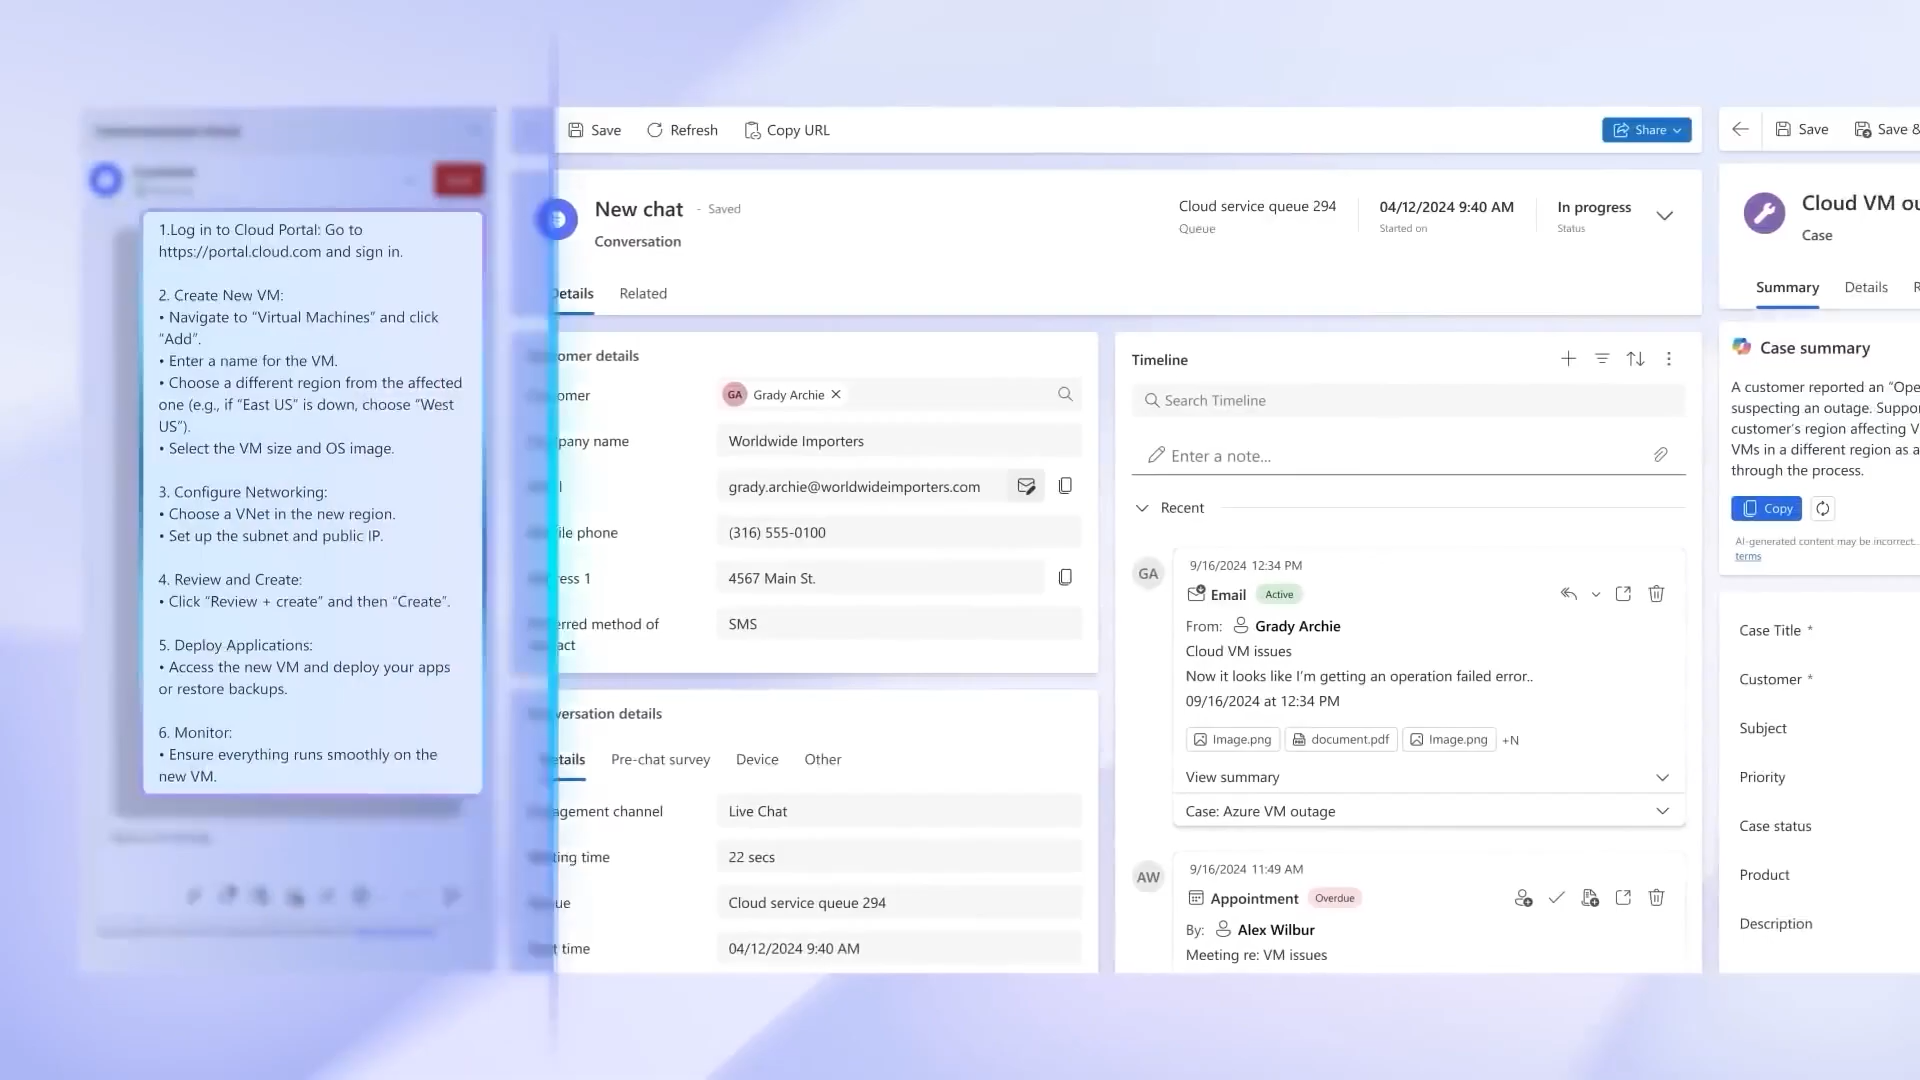 1.Log in to Cloud Portal: Go to
https://portal.cloud.com and sign in.
2. Create New VM:
• Navigate to “Virtual Machines” and click
“Add”.
• Enter a name for the VM.
• Choose a different region from the affected
one (e.g., if “East US” is down, choose “West
US”).
• Select the VM size and OS image.
3. Configure Networking:
• Choose a VNet in the new region.
• Set up the subnet and public IP.
4. Review and Create:
• Click “Review + create” and then “Create”.
5. Deploy Applications:
• Access the new VM and deploy your apps
or restore backups.
6. Monitor:
• Ensure everything runs smoothly on the
new VM.
Save Refresh Copy URL Share
New chat - Saved
Conversation
Cloud service queue 294
Queue
04/12/2024 9:40 AM
Started on
In progress
Status
Details Related
details
Grady Archie
name
Worldwide Importers
grady.archie@worldwideimporters.com
phone
(316) 555-0100
1
4567 Main St.
method of
SMS
details
Pre-chat survey Device Other
channel
Live Chat
time
22 secs
Cloud service queue 294
time
04/12/2024 9:40 AM
Timeline
Search Timeline
Enter a note...
Recent
GA
9/16/2024 12:34 PM
Email Active
From: Grady Archie
Cloud VM issues
Now it looks like I’m getting an operation failed error..
09/16/2024 at 12:34 PM
Image.png document.pdf Image.png +N
View summary
Case: Azure VM outage
AW
9/16/2024 11:49 AM
Appointment Overdue
By: Alex Wilbur
Meeting re: VM issues
Save Save &
Cloud VM ou
Case
Summary Details R
Case summary
A customer reported an “Ope
suspecting an outage. Suppo
customer’s region affecting V
VMs in a different region as a
through the process.
Copy
AI-generated content may be incorrect..
terms
Case Title *
Customer *
Subject
Priority
Case status
Product
Description